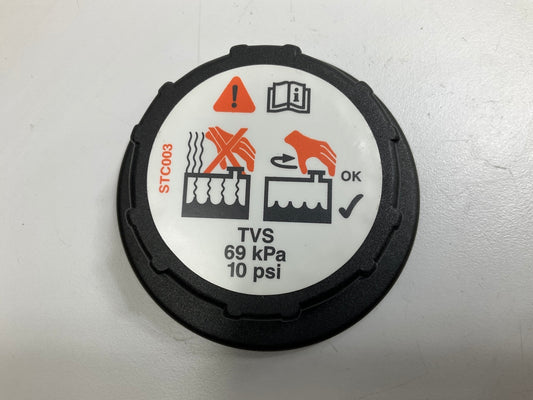 STC003
OK
TVS
69 kPa
10 psi